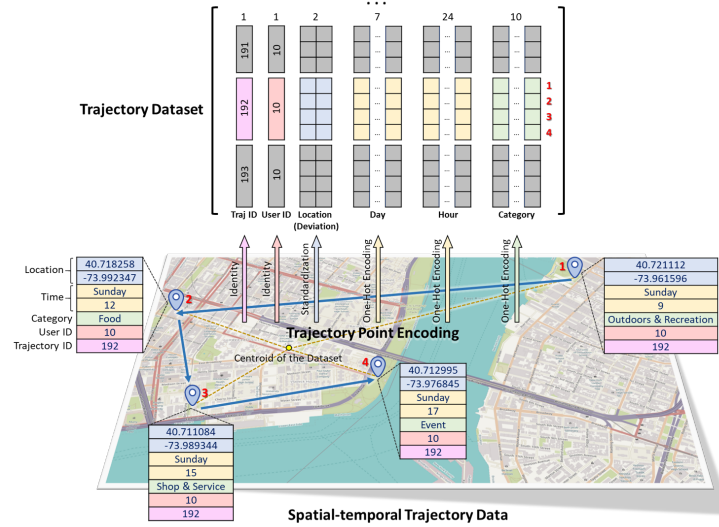 ...
1 1 2 7 24 10
191 10 ... ... ...
... ... ...
... ... ...
Trajectory Dataset
192 10 ... ... ... 1
... ... ... 2
... ... ... 3
... ... ... 4
193 10 ... ... ...
... ... ...
... ... ...
... ... ...
Traj ID User ID Location (Deviation) Day Hour Category
Identity Identity Standardization One-Hot Encoding One-Hot Encoding One-Hot Encoding
Location
Time
Category
User ID
Trajectory ID
40.718258
-73.992347
Sunday
12
Food
10
192
2
1
40.721112
-73.961596
Sunday
9
Outdoors & Recreation
10
192
Trajectory Point Encoding
Centroid of the Dataset
4
40.712995
-73.976845
Sunday
17
Event
10
192
3
40.711084
-73.989344
Sunday
15
Shop & Service
10
192
Spatial-temporal Trajectory Data